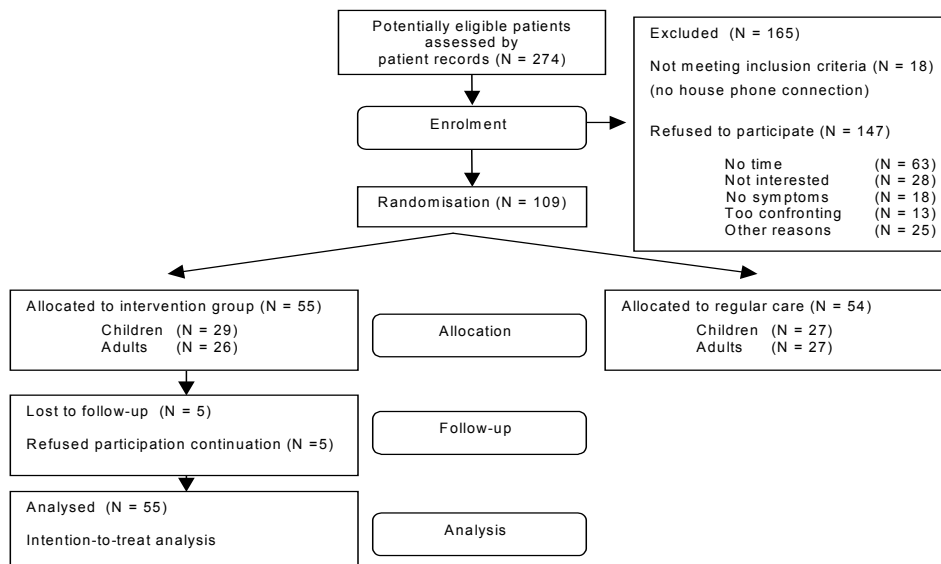 Potentially eligible patients
assessed by
patient records (N = 274)
Excluded (N = 165)
Not meeting inclusion criteria (N = 18)
(no house phone connection)
Refused to participate (N = 147)
No time (N = 63)
Not interested (N = 28)
No symptoms (N = 18)
Too confronting (N = 13)
Other reasons (N = 25)
Enrolment
Randomisation (N = 109)
Allocated to intervention group (N = 55)
Children (N = 29)
Adults (N = 26)
Allocation
Allocated to regular care (N = 54)
Children (N = 27)
Adults (N = 27)
Lost to follow-up (N = 5)
Refused participation continuation (N =5)
Follow-up
Analysed (N = 55)
Intention-to-treat analysis
Analysis